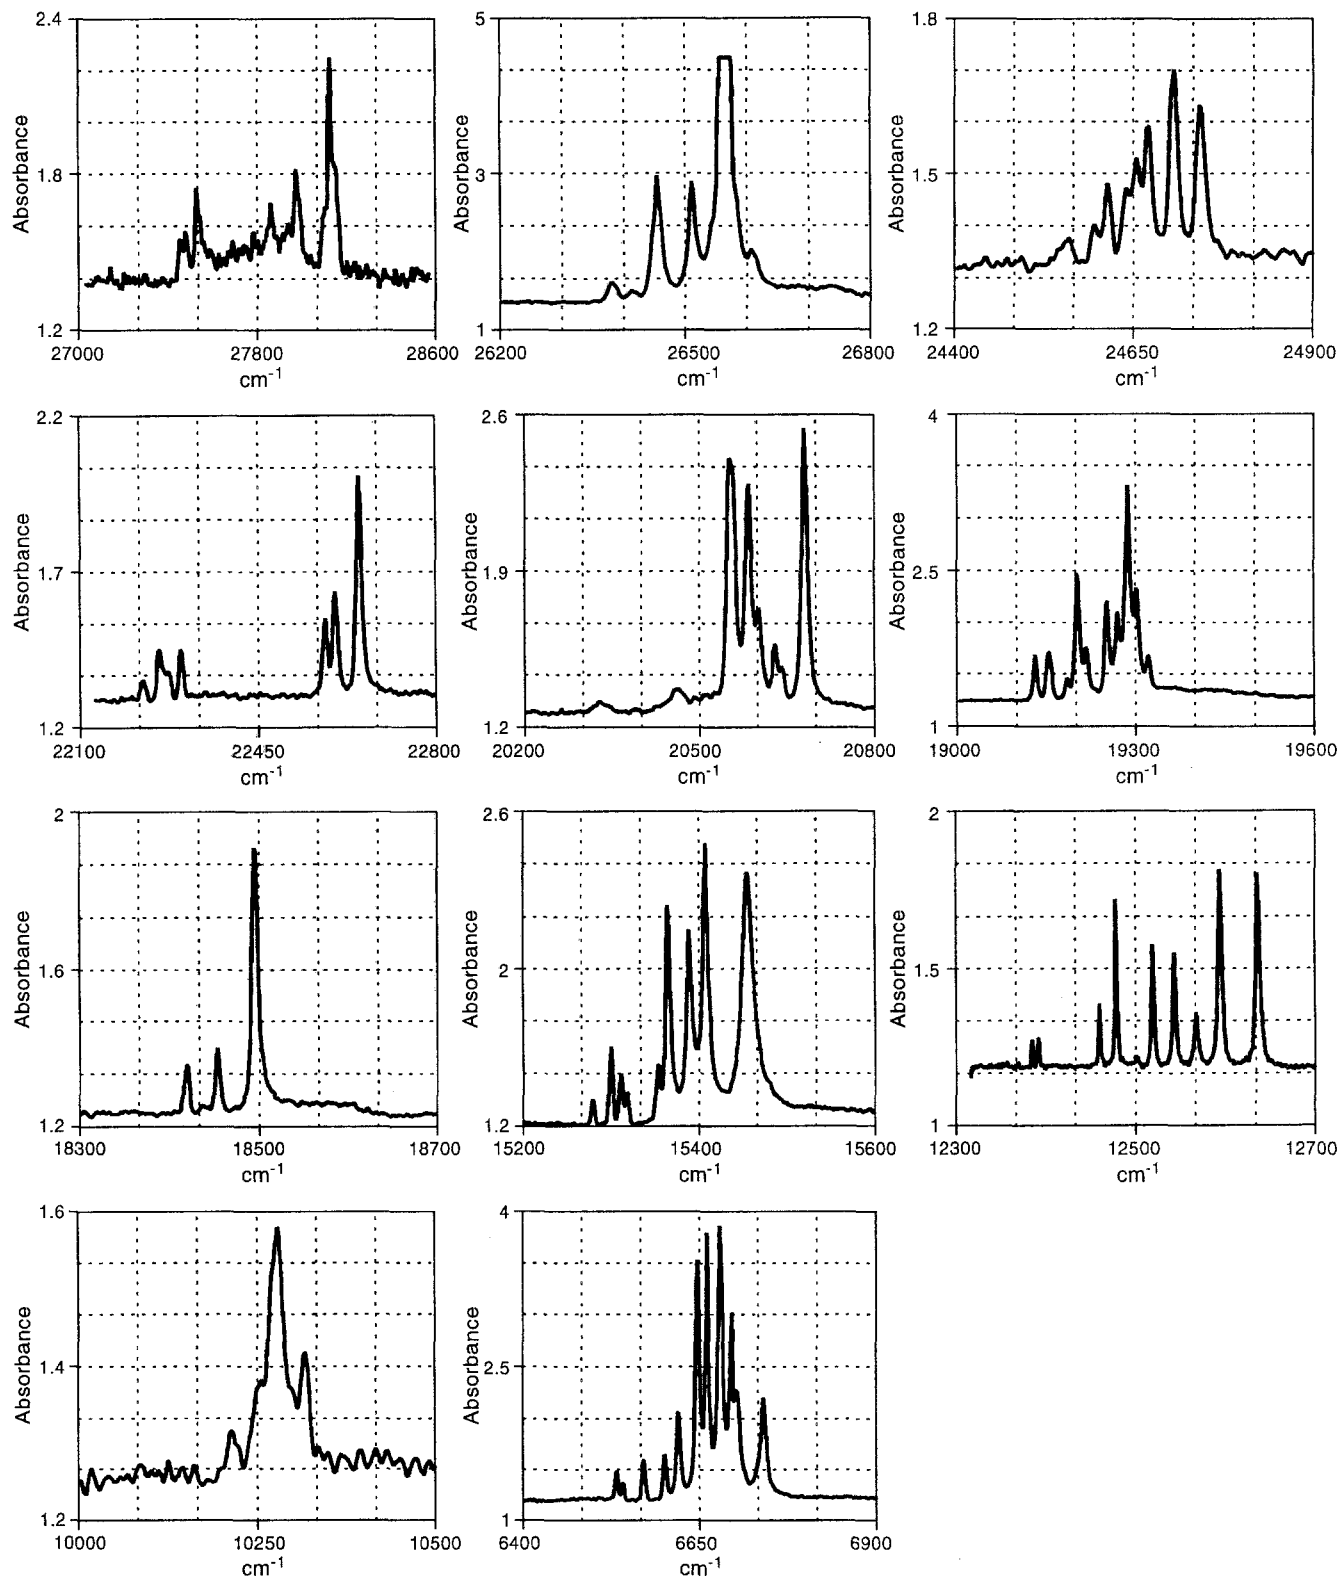 2.4
1.8
1.2
Absorbance
27000 27800 28600
cm-1
5
3
1
Absorbance
26200 26500 26800
cm-1
1.8
1.5
1.2
Absorbance
24400 24650 24900
cm-1
2.2
1.7
1.2
Absorbance
22100 22450 22800
cm-1
2.6
1.9
1.2
Absorbance
20200 20500 20800
cm-1
4
2.5
1
Absorbance
19000 19300 19600
cm-1
2
1.6
1.2
Absorbance
18300 18500 18700
cm-1
2.6
2
1.2
Absorbance
15200 15400 15600
cm-1
2
1.5
1
Absorbance
12300 12500 12700
cm-1
1.6
1.4
1.2
Absorbance
10000 10250 10500
cm-1
4
2.5
1
Absorbance
6400 6650 6900
cm-1